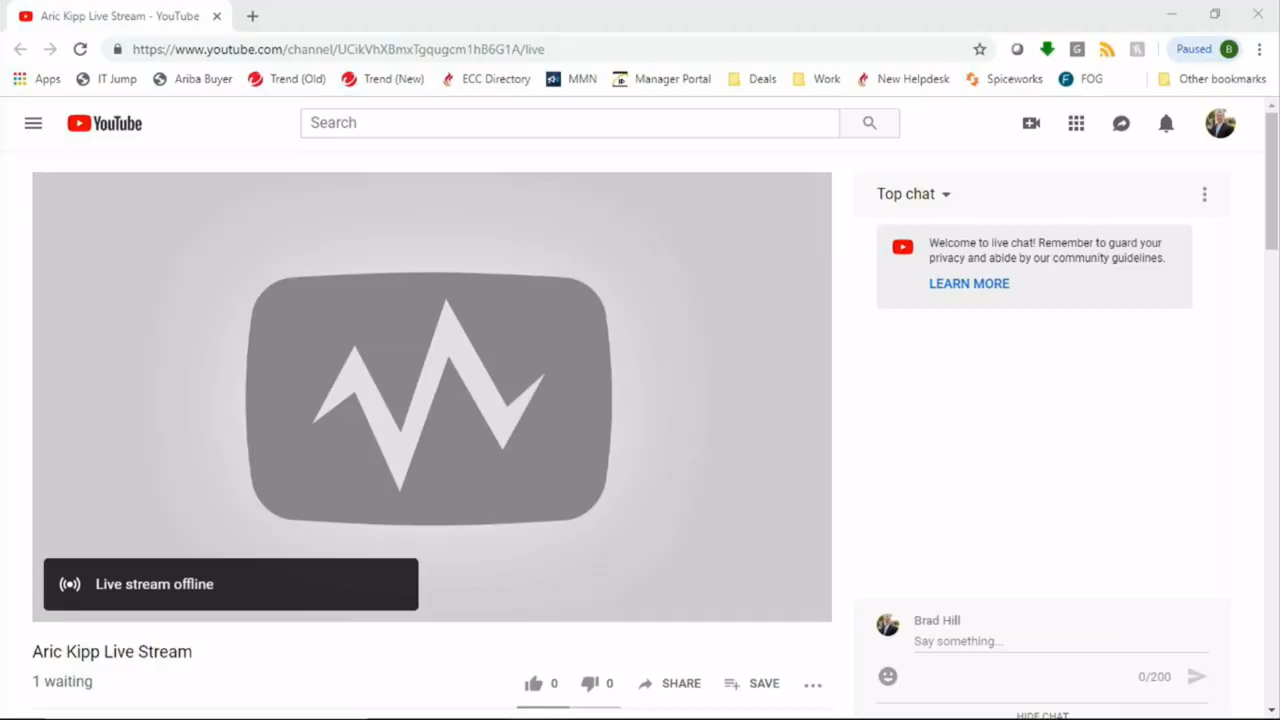 Aric Kipp Live Stream - YouTube
https://www.youtube.com/channel/UCikVhXBmxTgqugcm1hB6G1A/live
Paused B
Apps IT Jump Ariba Buyer Trend (Old) Trend (New) ECC Directory MMN Manager Portal Deals Work New Helpdesk Spiceworks F FOG Other bookmarks
YouTube
Search
Top chat
Welcome to live chat! Remember to guard your
privacy and abide by our community guidelines.
LEARN MORE
Live stream offline
Aric Kipp Live Stream
1 waiting
0 0 SHARE SAVE
Brad Hill
Say something...
0/200
HIDE CHAT